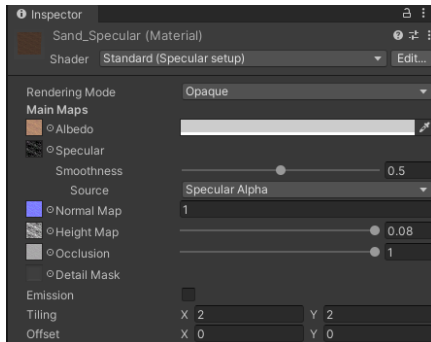 Inspector
Sand_Specular (Material)
Shader Standard (Specular setup) Edit...
Rendering Mode Opaque
Main Maps
Albedo
Specular
Smoothness 0.5
Source Specular Alpha
Normal Map 1
Height Map 0.08
Occlusion 1
Detail Mask
Emission
Tiling X 2 Y 2
Offset X 0 Y 0